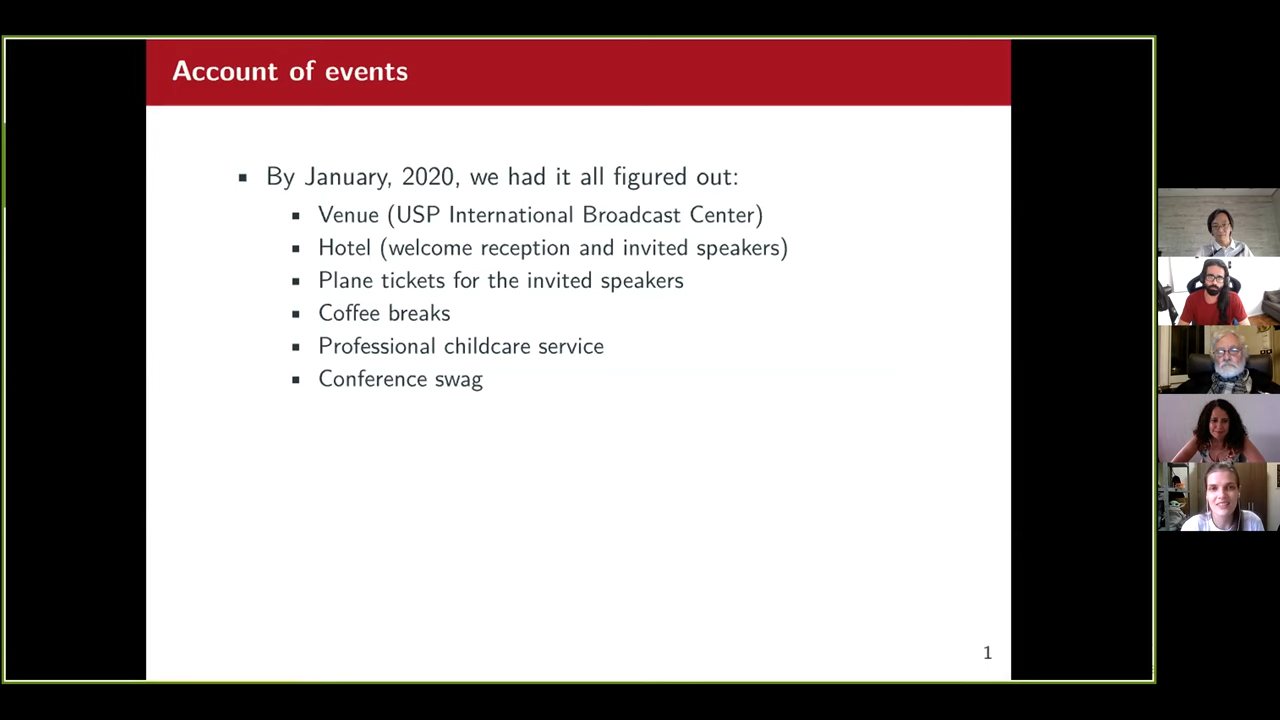 Account of events
▪ By January, 2020, we had it all figured out:
▪ Venue (USP International Broadcast Center)
▪ Hotel (welcome reception and invited speakers)
▪ Plane tickets for the invited speakers
▪ Coffee breaks
▪ Professional childcare service
▪ Conference swag
1